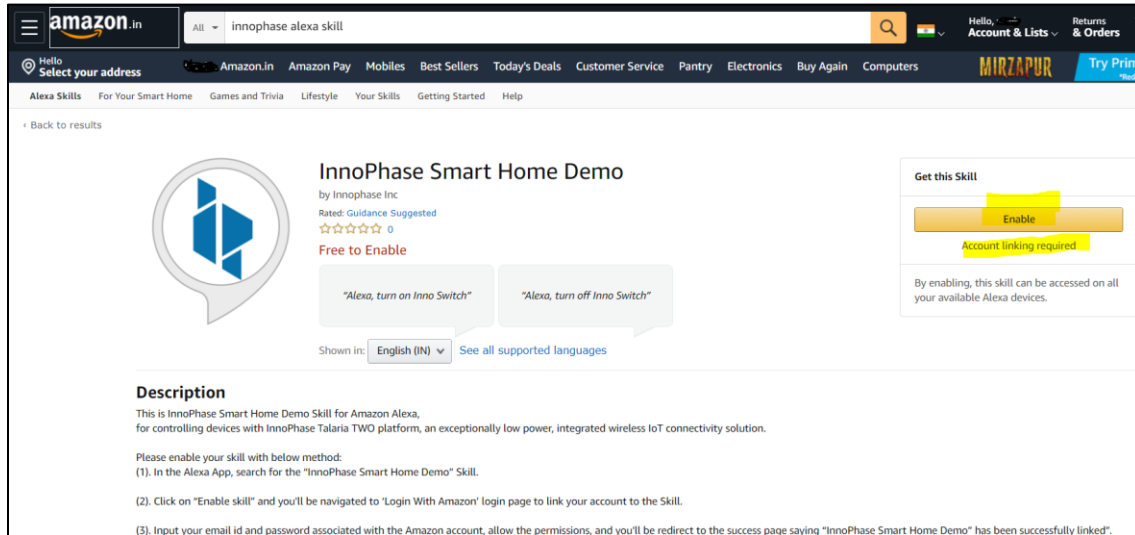 amazon.in
All
innophase alexa skill
Hello,
Account & Lists
Returns
& Orders
Hello
Select your address
Amazon.in Amazon Pay Mobiles Best Sellers Today's Deals Customer Service Pantry Electronics Buy Again Computers
MIRZAPUR
Try Prin
Alexa Skills For Your Smart Home Games and Trivia Lifestyle Your Skills Getting Started Help
‹ Back to results
InnoPhase Smart Home Demo
by Innophase Inc
Rated: Guidance Suggested
0
Free to Enable
"Alexa, turn on Inno Switch"
"Alexa, turn off Inno Switch"
Shown in: English (IN) See all supported languages
Get this Skill
Enable
Account linking required
By enabling, this skill can be accessed on all
your available Alexa devices.
Description
This is InnoPhase Smart Home Demo Skill for Amazon Alexa,
for controlling devices with InnoPhase Talaria TWO platform, an exceptionally low power, integrated wireless IoT connectivity solution.
Please enable your skill with below method:
(1). In the Alexa App, search for the "InnoPhase Smart Home Demo" Skill.
(2). Click on "Enable skill" and you'll be navigated to 'Login With Amazon' login page to link your account to the Skill.
(3). Input your email id and password associated with the Amazon account, allow the permissions, and you'll be redirect to the success page saying "InnoPhase Smart Home Demo" has been successfully linked".